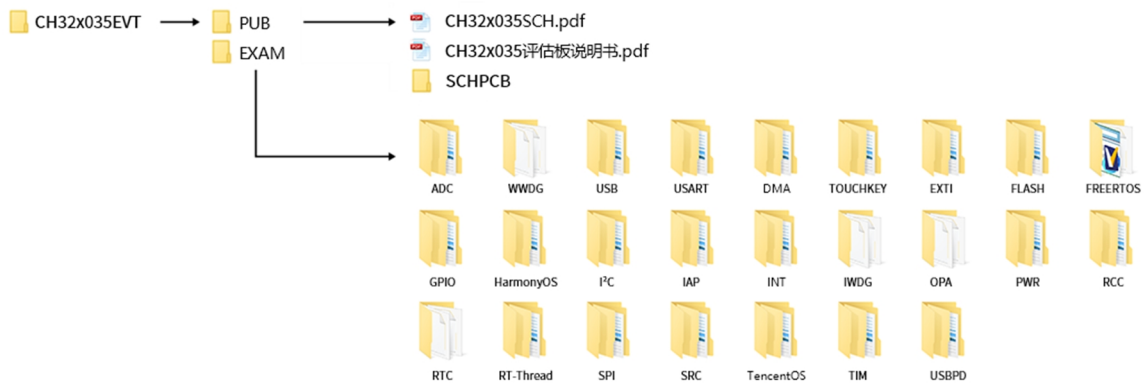 CH32x035EVT
PUB
CH32x035SCH.pdf
EXAM
CH32x035评估板说明书.pdf
SCHPCB
ADC WWDG USB USART DMA TOUCHKEY EXTI FLASH FREERTOS
GPIO HarmonyOS I²C IAP INT IWDG OPA PWR RCC
RTC RT-Thread SPI SRC TencentOS TIM USBPD